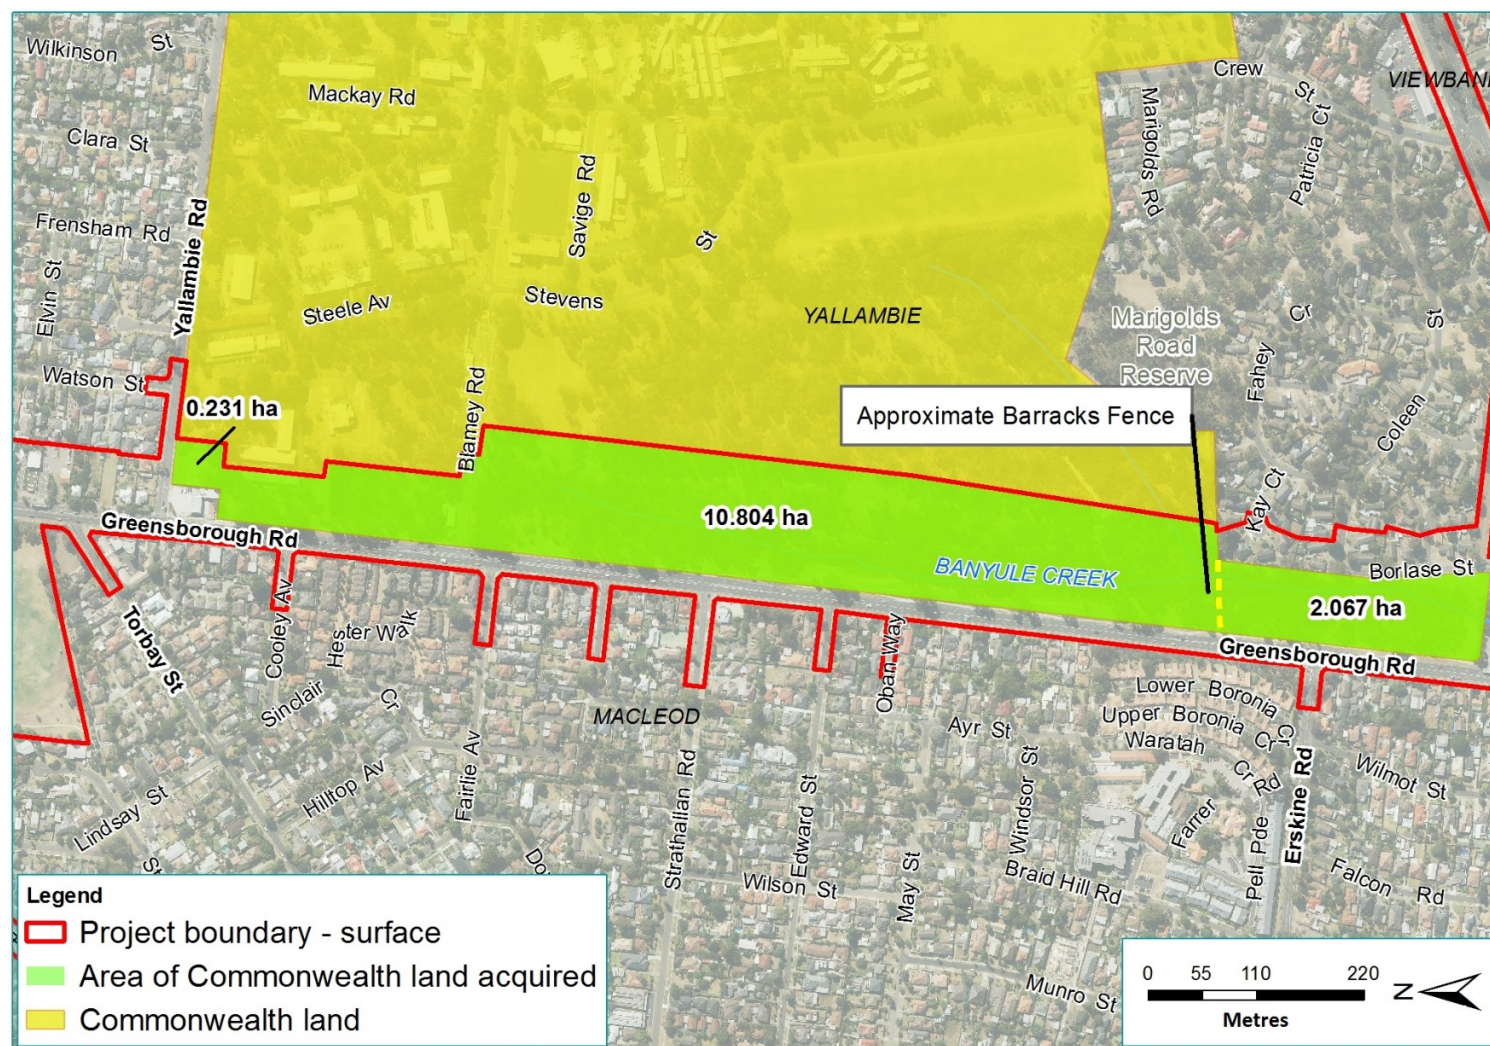 Wilkinson St
Crew St
VIEWBAN
Mackay Rd
Marigolds Rd
Patricia Ct
Clara St
Savige Rd
Frensham Rd
Yallambie Rd
St
Elvin St
Steele Av
Stevens
YALLAMBIE
Marigolds
Road
Reserve
Fahey Cr
Coleen St
Watson St
0.231 ha
Blamey Rd
Approximate Barracks Fence
Kay Ct
10.804 ha
Greensborough Rd
BANYULE CREEK
Borlase St
2.067 ha
Torbay St
Cooley Av
Hester Walk
Oban Way
Greensborough Rd
Sinclair Cr
MACLEOD
Lower Boronia Cr
Upper Boronia Cr
Waratah Cr
Ayr St
Windsor St
Farrer Rd
Erskine Rd
Wilmot St
Hilltop Av
Fairlie Av
Strathallan Rd
Edward St
Lindsay St
St
Wilson St
May St
Braid Hill Rd
Pell Pde
Falcon Rd
Munro St
Legend
Project boundary - surface
Area of Commonwealth land acquired
Commonwealth land
0 55 110 220
Metres
N